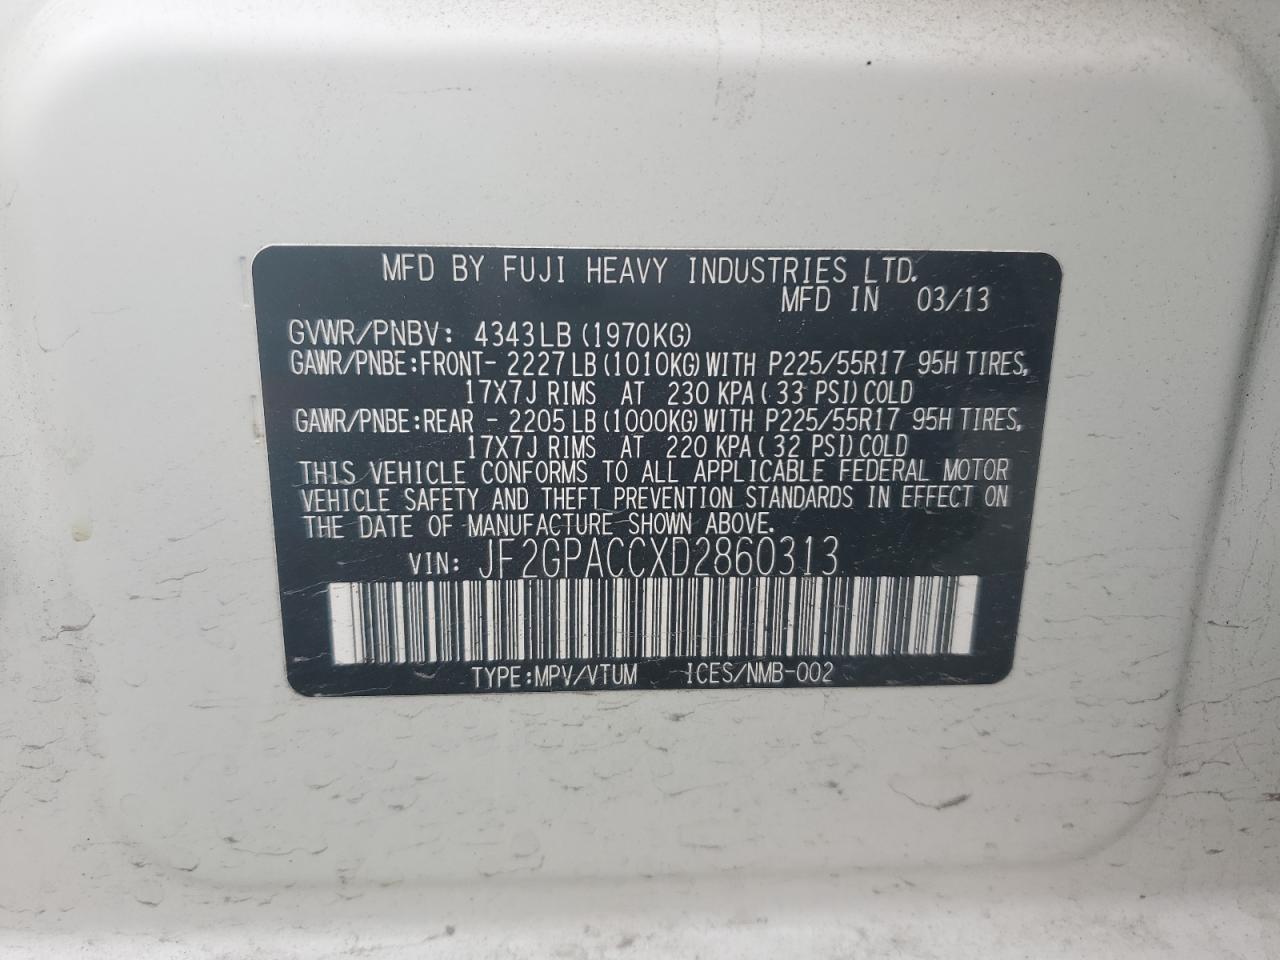 MFD BY FUJI HEAVY INDUSTRIES LTD.
MFD IN 03/13
GVWR/PNBV: 4343LB (1970KG)
GAWR/PNBE:FRONT- 2227 LB (1010KG) WITH P225/55R17 95H TIRES,
17X7J RIMS AT 230 KPA ( 33 PSI) COLD
GAWR/PNBE:REAR - 2205 LB (1000KG) WITH P225/55R17 95H TIRES,
17X7J RIMS AT 220 KPA ( 32 PSI) COLD
THIS VEHICLE CONFORMS TO ALL APPLICABLE FEDERAL MOTOR
VEHICLE SAFETY AND THEFT PREVENTION STANDARDS IN EFFECT ON
THE DATE OF MANUFACTURE SHOWN ABOVE.
VIN: JF2GPACCXD2860313
TYPE:MPV/VTUM ICES/NMB-002